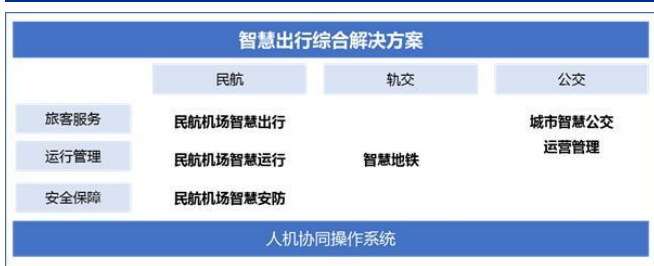 智慧出行综合解决方案
民航 轨交 公交
旅客服务 民航机场智慧出行 城市智慧公交
运行管理 民航机场智慧运行 智慧地铁 运营管理
安全保障 民航机场智慧安防
人机协同操作系统